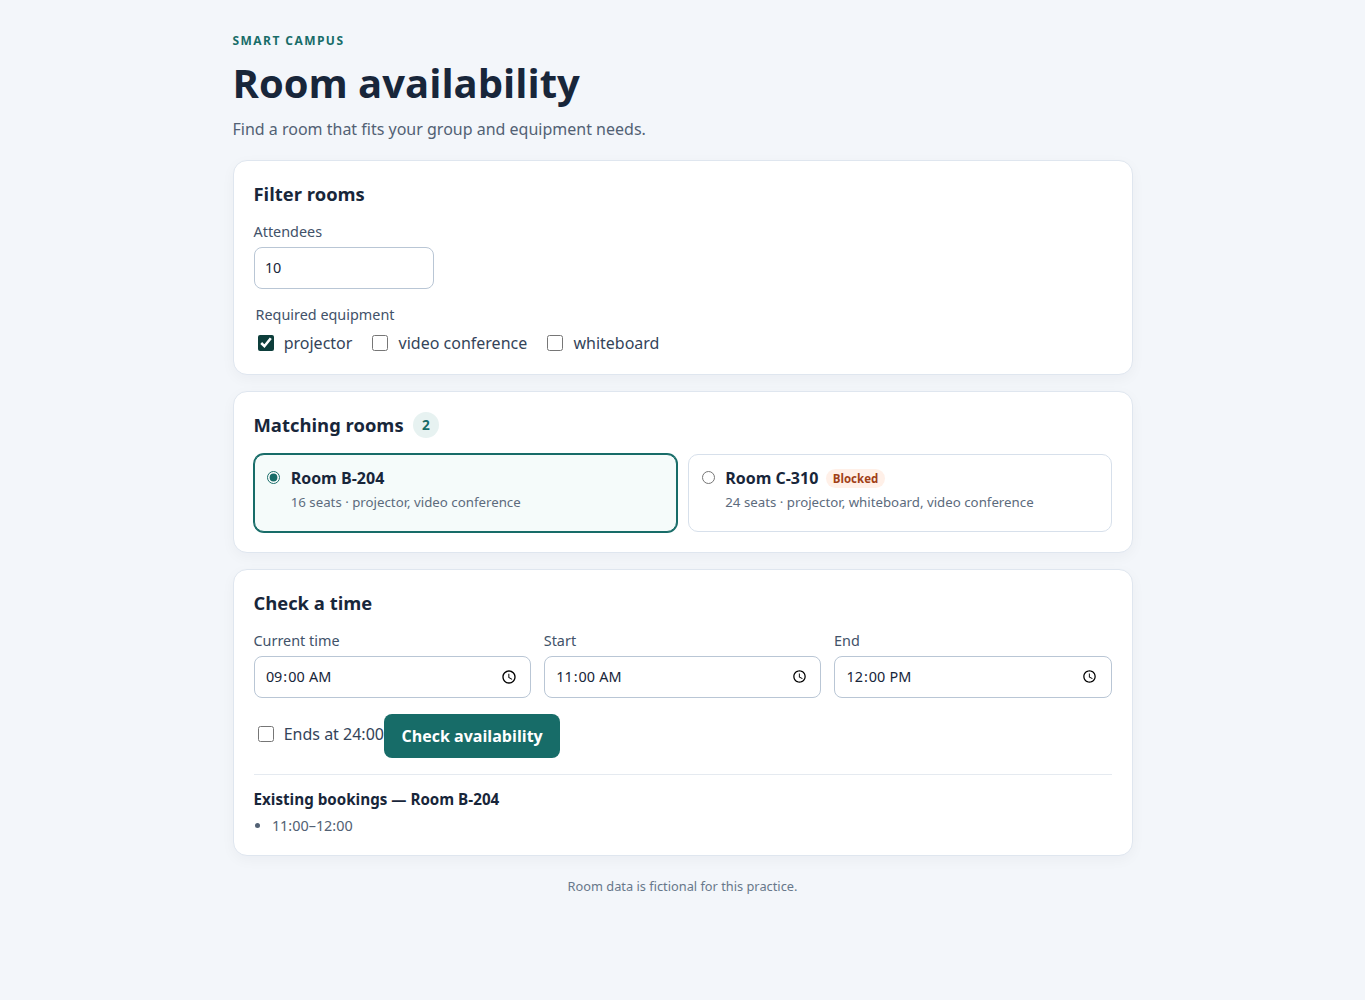 SMART CAMPUS
Room availability
Find a room that fits your group and equipment needs.
Filter rooms
Attendees
10
Required equipment
projector video conference whiteboard
Matching rooms 2
Room B-204
16 seats · projector, video conference
Room C-310 Blocked
24 seats · projector, whiteboard, video conference
Check a time
Current time Start End
09:00 AM 11:00 AM 12:00 PM
Ends at 24:00 Check availability
Existing bookings — Room B-204
• 11:00–12:00
Room data is fictional for this practice.